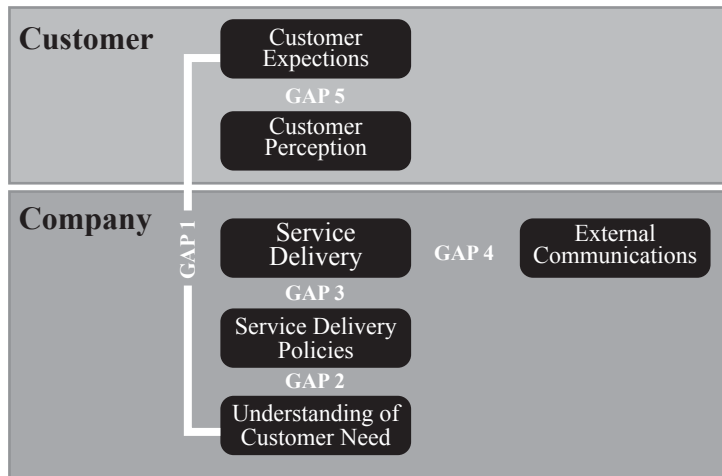 Customer
Customer
Expections
GAP 5
Customer
Perception
Company
GAP 1
Service
Delivery
GAP 4
External
Communications
GAP 3
Service Delivery
Policies
GAP 2
Understanding of
Customer Need